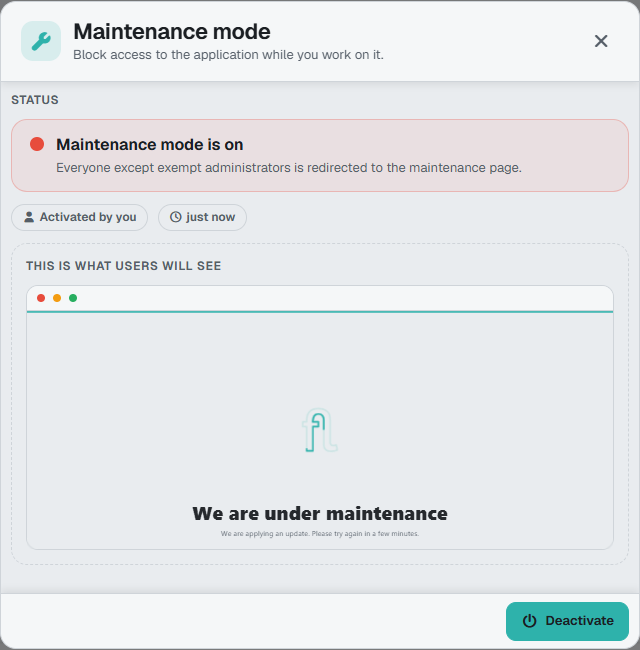 Maintenance mode
Block access to the application while you work on it.
STATUS
Maintenance mode is on
Everyone except exempt administrators is redirected to the maintenance page.
Activated by you
just now
THIS IS WHAT USERS WILL SEE
We are under maintenance
We are applying an update. Please try again in a few minutes.
Deactivate